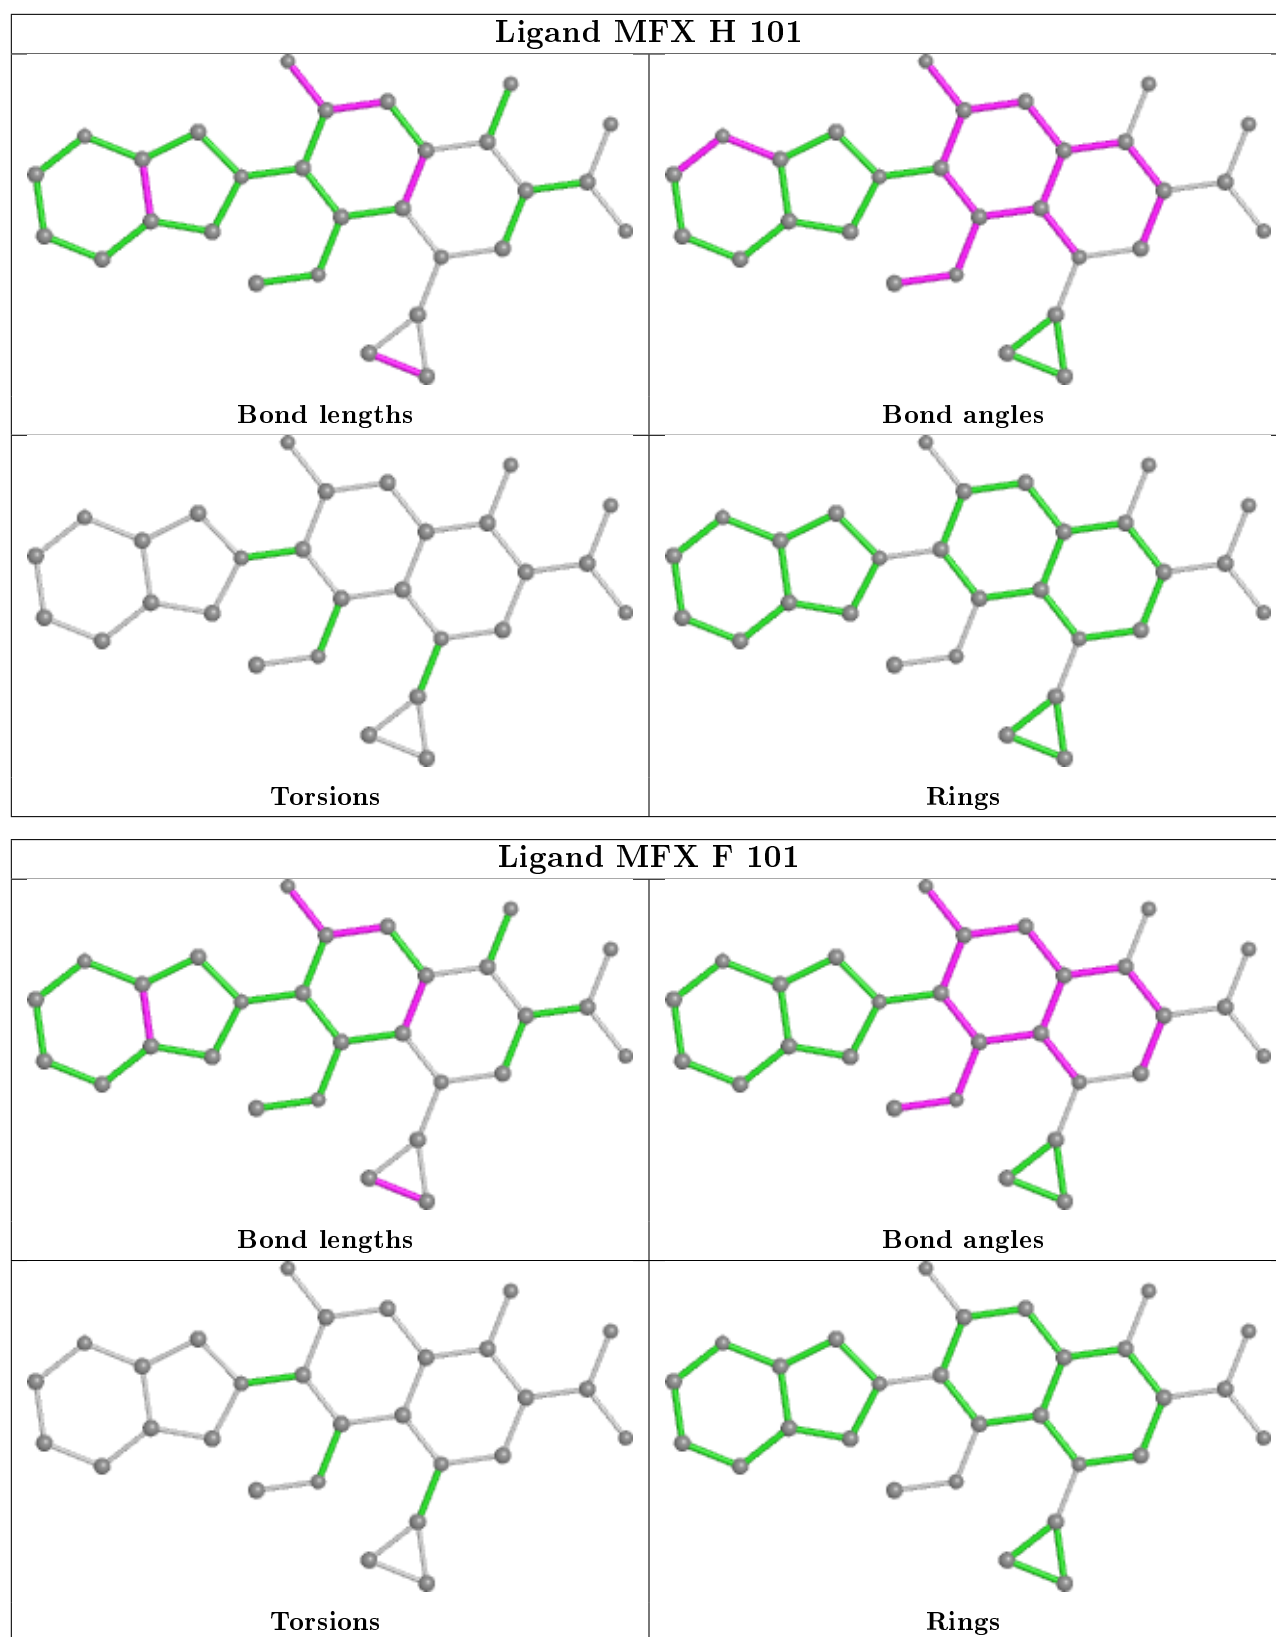 Ligand MFX H 101
Bond lengths
Bond angles
Torsions
Rings
Ligand MFX F 101
Bond lengths
Bond angles
Torsions
Rings